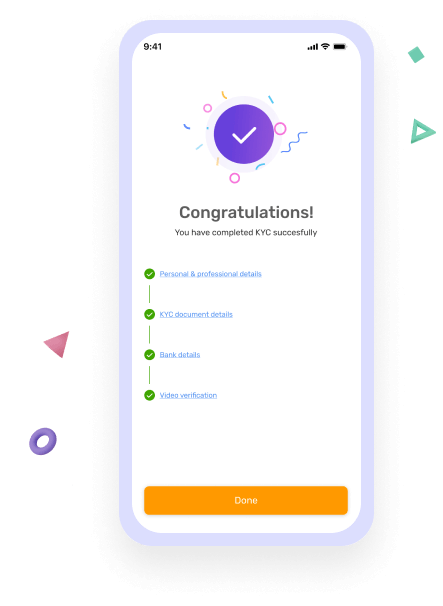 9:41
Congratulations!
You have completed KYC succesfully
Personal & professional details
KYC document details
Bank details
Video verification
Done